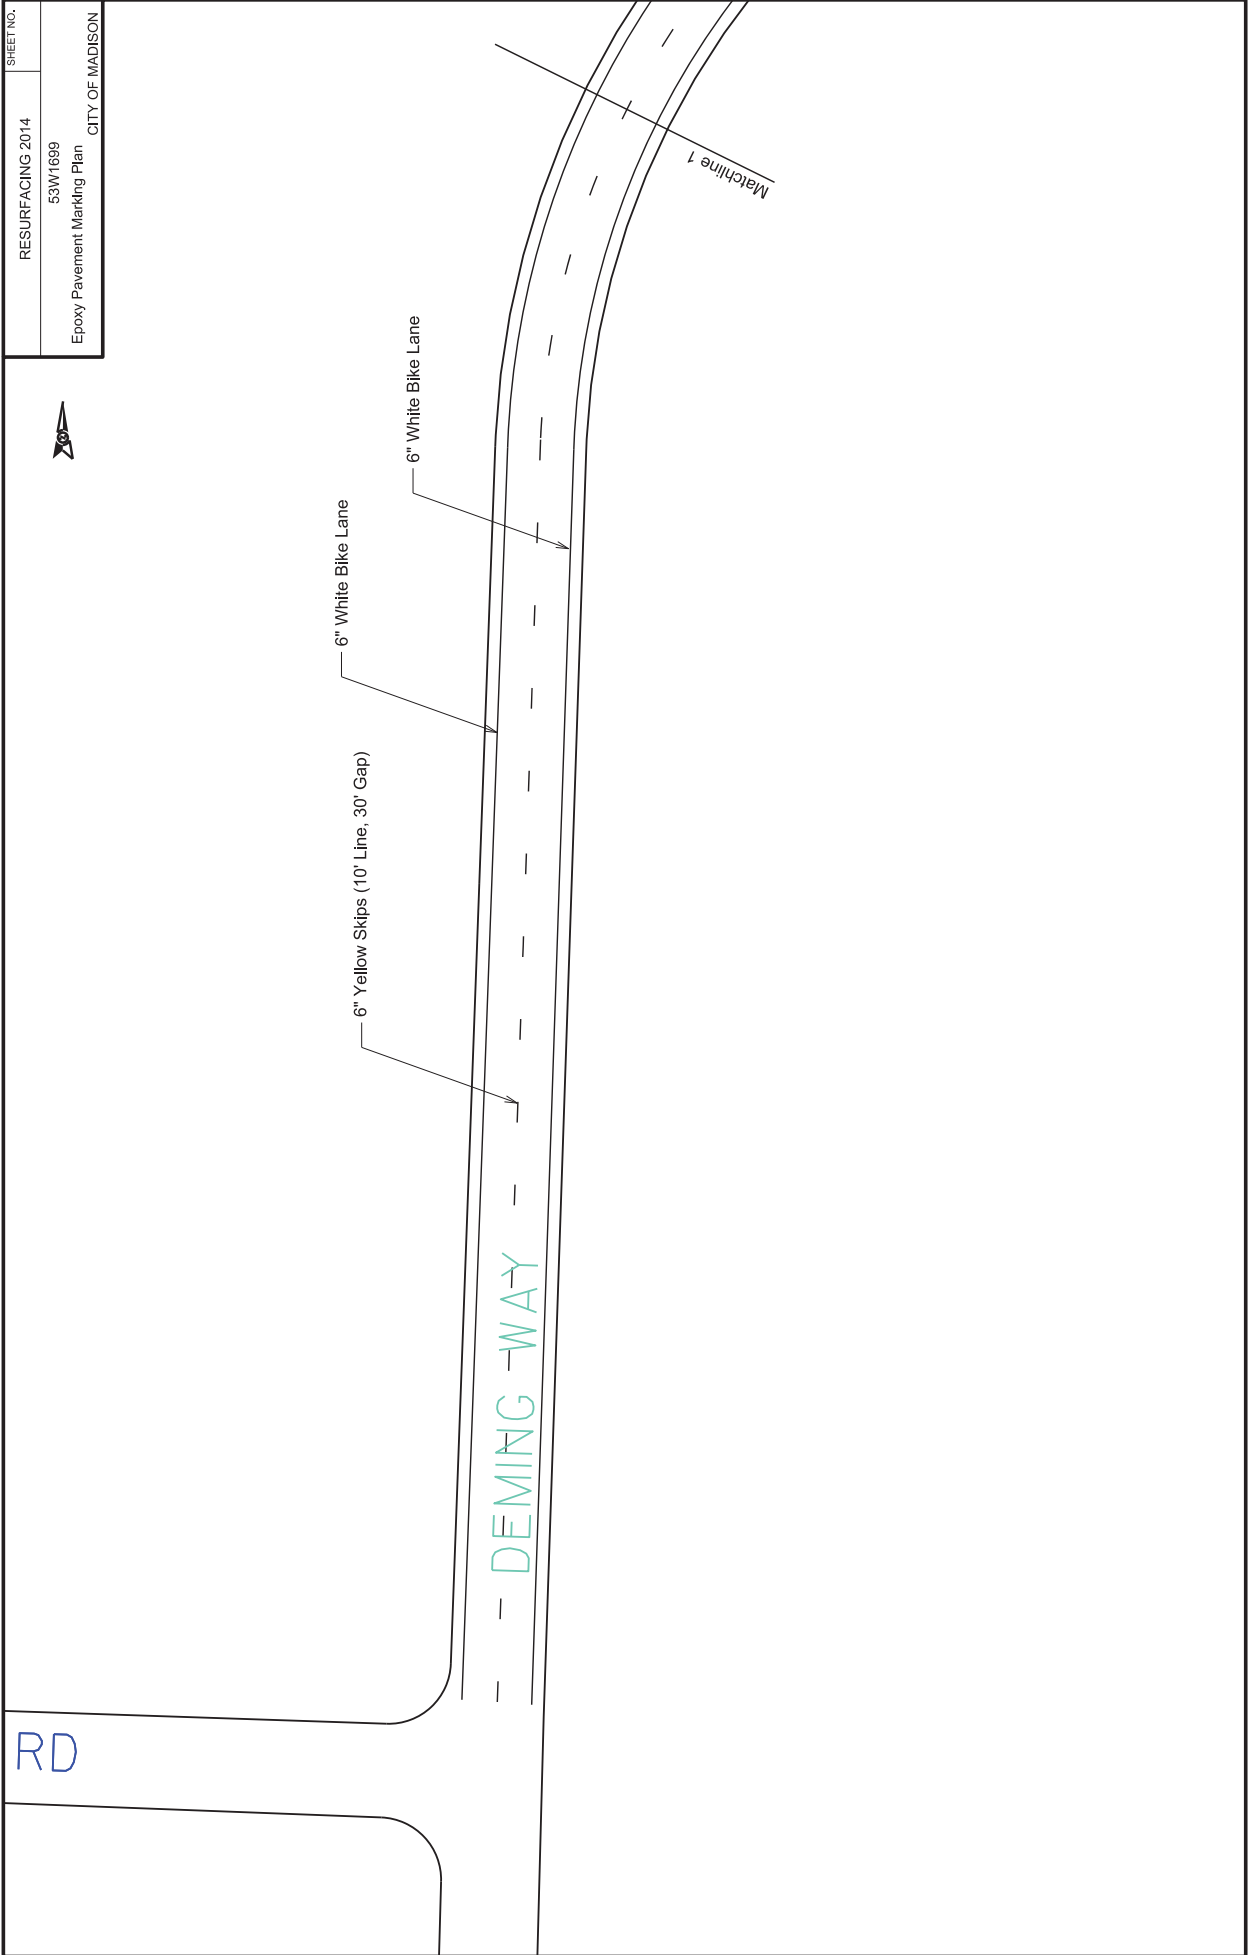 SHEET NO.
RESURFACING 2014
53W1699
Epoxy Pavement Marking Plan
CITY OF MADISON
Matchline 1
6" White Bike Lane
6" White Bike Lane
6" Yellow Skips (10' Line, 30' Gap)
DEMING WAY
RD